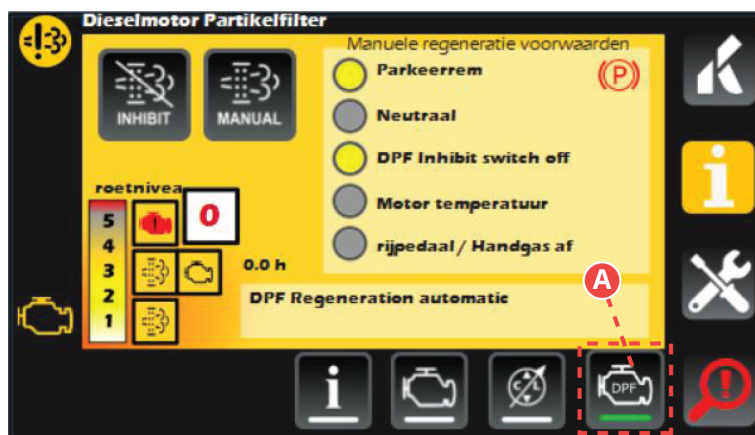 Dieselmotor Partikelfilter
Manuele regeneratie voorwaarden
INHIBIT
MANUAL
Parkeerrem
(P)
Neutraal
DPF Inhibit switch off
Motor temperatuur
rijpedaal / Handgas af
roetnivea
5
4
3
2
1
0
0.0 h
DPF Regeneration automatic
A
i
i
C L
DPF